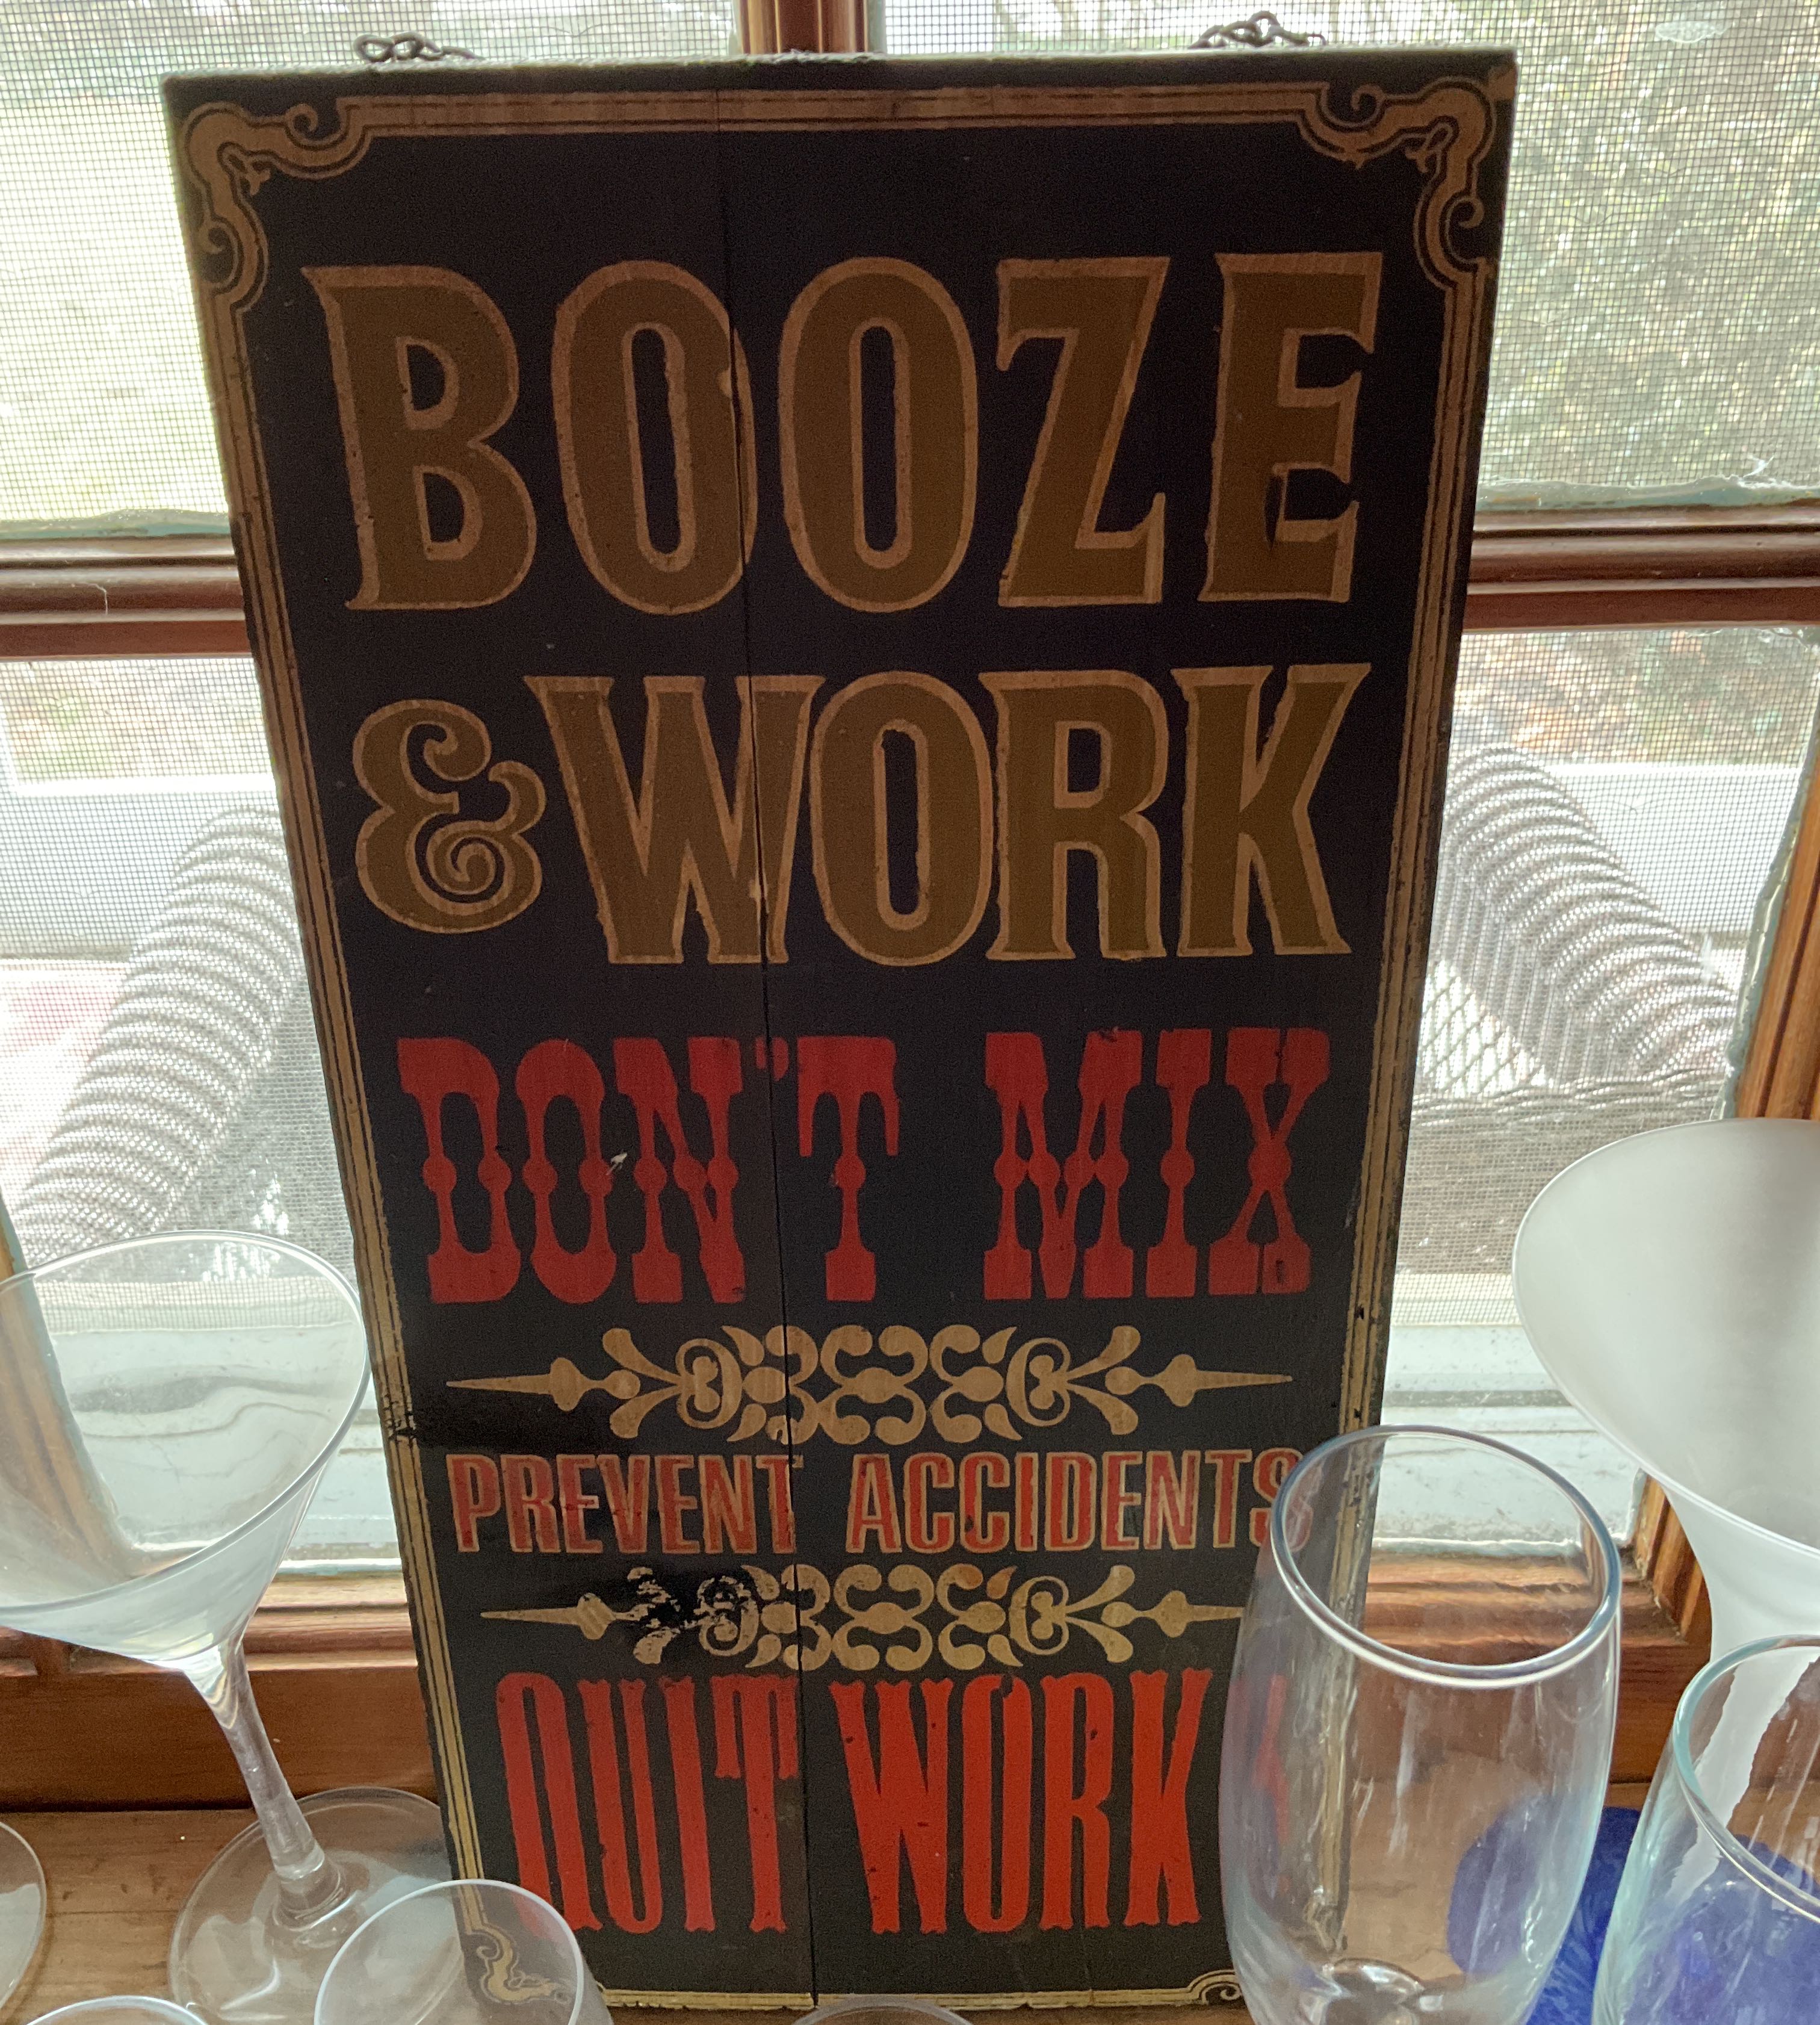 BOOZE
& WORK
DON'T MIX
PREVENT ACCIDENTS
QUIT WORK